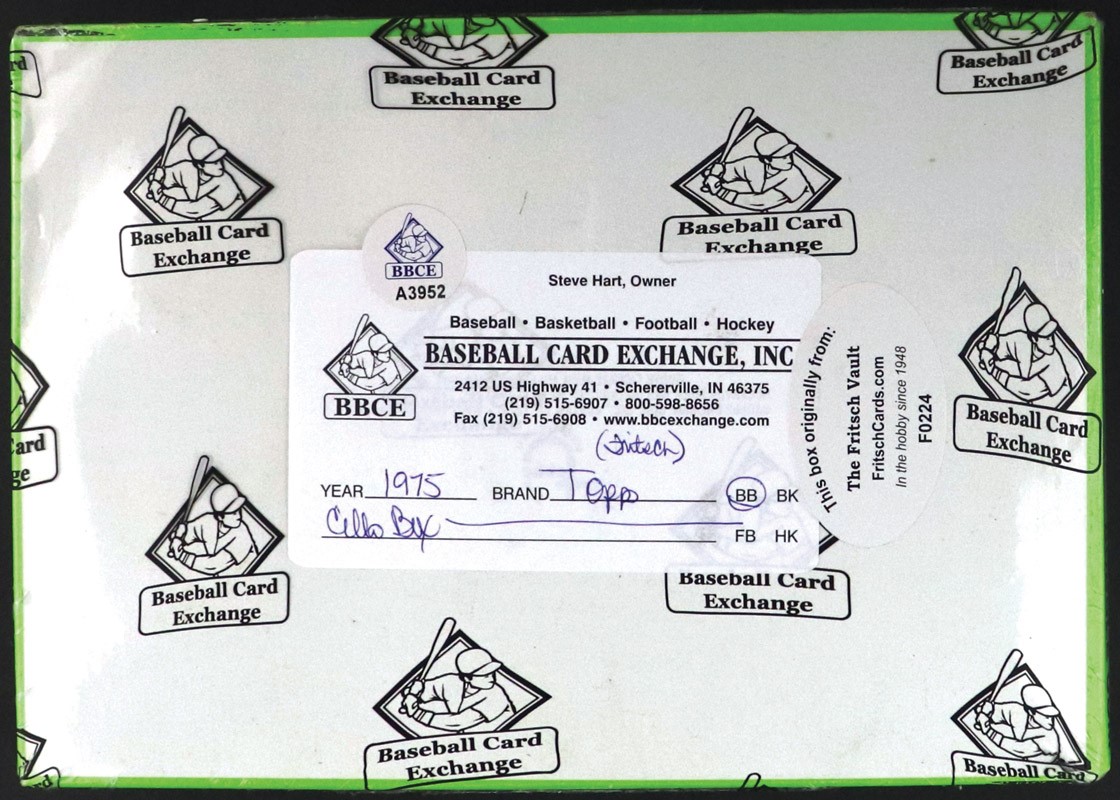 rd
Baseball Card
Exchange
Baseball Card
Exchange
Baseball Card
Exchange
Baseball Card
Exchange
BBCE
A3952
Steve Hart, Owner
Baseball • Basketball • Football • Hockey
BASEBALL CARD EXCHANGE, INC
BBCE
2412 US Highway 41 • Schererville, IN 46375
(219) 515-6907 • 800-598-8656
Fax (219) 515-6908 • www.bbcexchange.com
(Fritsch)
YEAR 1975 BRAND Topps BB BK
Cello Box
FB HK
This box originally from:
The Fritsch Vault
FritschCards.com
In the hobby since 1948
F0224
Baseball Card
Exchange
ard
ge
Baseball Card
Exchange
Baseball Card
Exchange
Baseball Card
Exchange
Baseball Card
rd